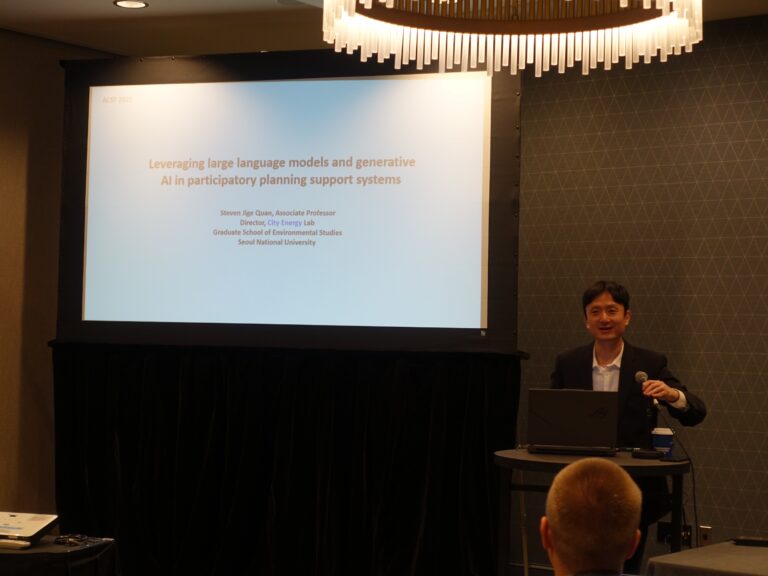 Leveraging large language models and generative
AI in participatory planning support systems
Steven Jige Quan, Associate Professor
Director, City Energy Lab
Graduate School of Environmental Studies
Seoul National University